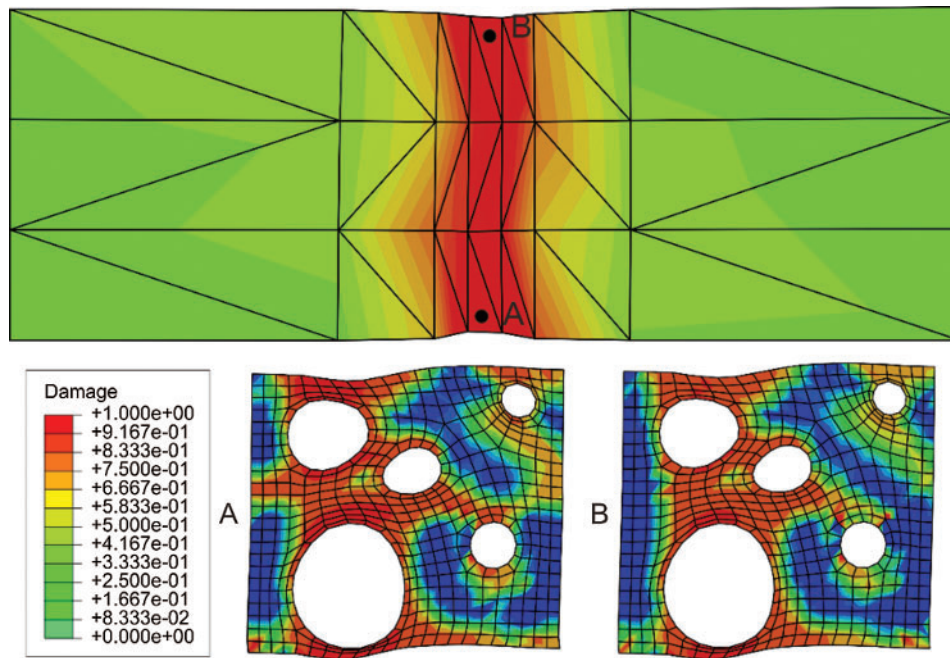 B
A
Damage
+1.000e+00
+9.167e-01
+8.333e-01
+7.500e-01
+6.667e-01
+5.833e-01
+5.000e-01
+4.167e-01
+3.333e-01
+2.500e-01
+1.667e-01
+8.333e-02
+0.000e+00
A
B